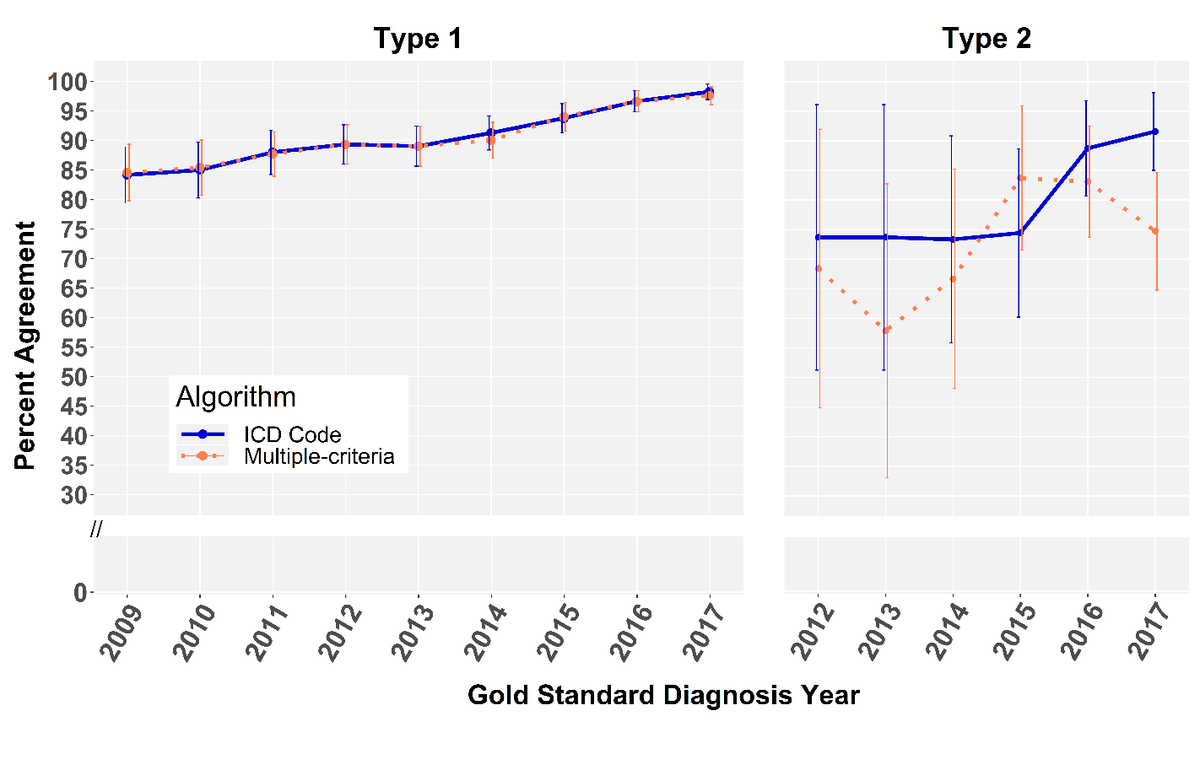 Type 1
Type 2
Percent Agreement
100
95
90
85
80
75
70
65
60
55
50
45
40
35
30
//
0
Algorithm
ICD Code
Multiple-criteria
2009 2010 2011 2012 2013 2014 2015 2016 2017
2012 2013 2014 2015 2016 2017
Gold Standard Diagnosis Year